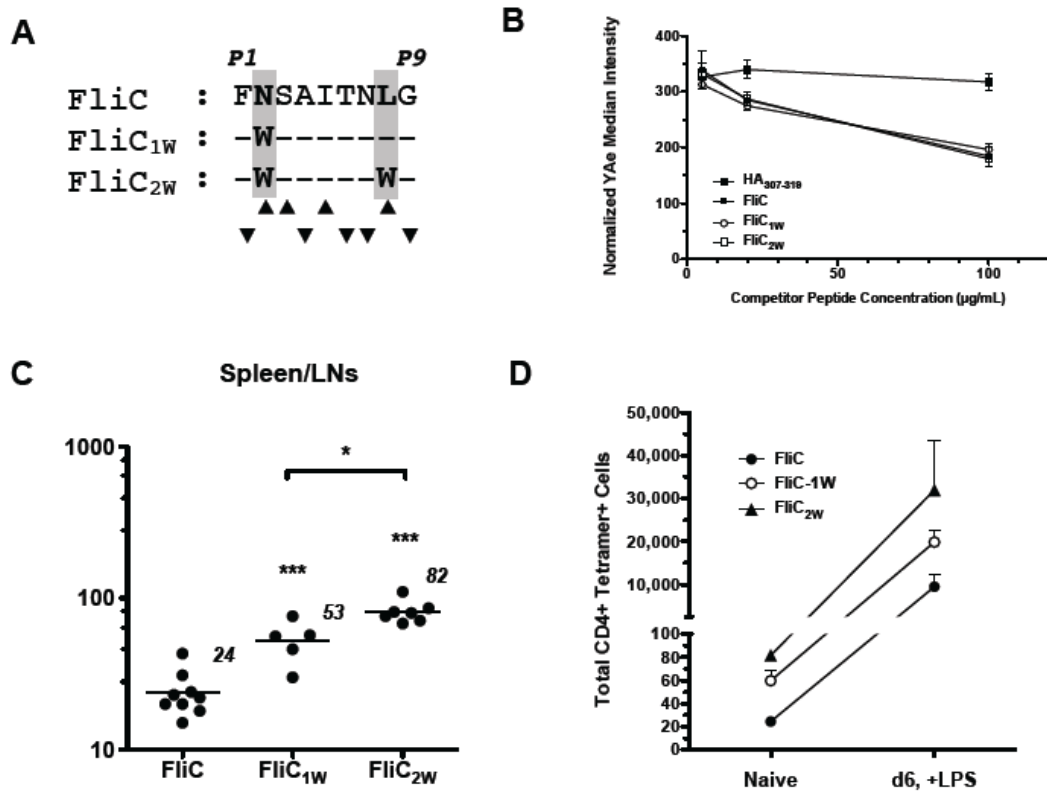 A
P1 P9
FliC : FNSAITNLG
FliC1W : -W-------
FliC2W : -W-----W-
B
Normalized YAe Median Intensity
400
300
200
100
0
HA307-319
FliC
FliC1W
FliC2W
0 50 100
Competitor Peptide Concentration (µg/mL)
C
Spleen/LNs
1000
100
10
*
***
***
24
53
82
FliC FliC1W FliC2W
D
Total CD4+ Tetramer+ Cells
50,000
40,000
30,000
20,000
10,000
100
80
60
40
20
0
FliC
FliC-1W
FliC2W
Naive d6, +LPS